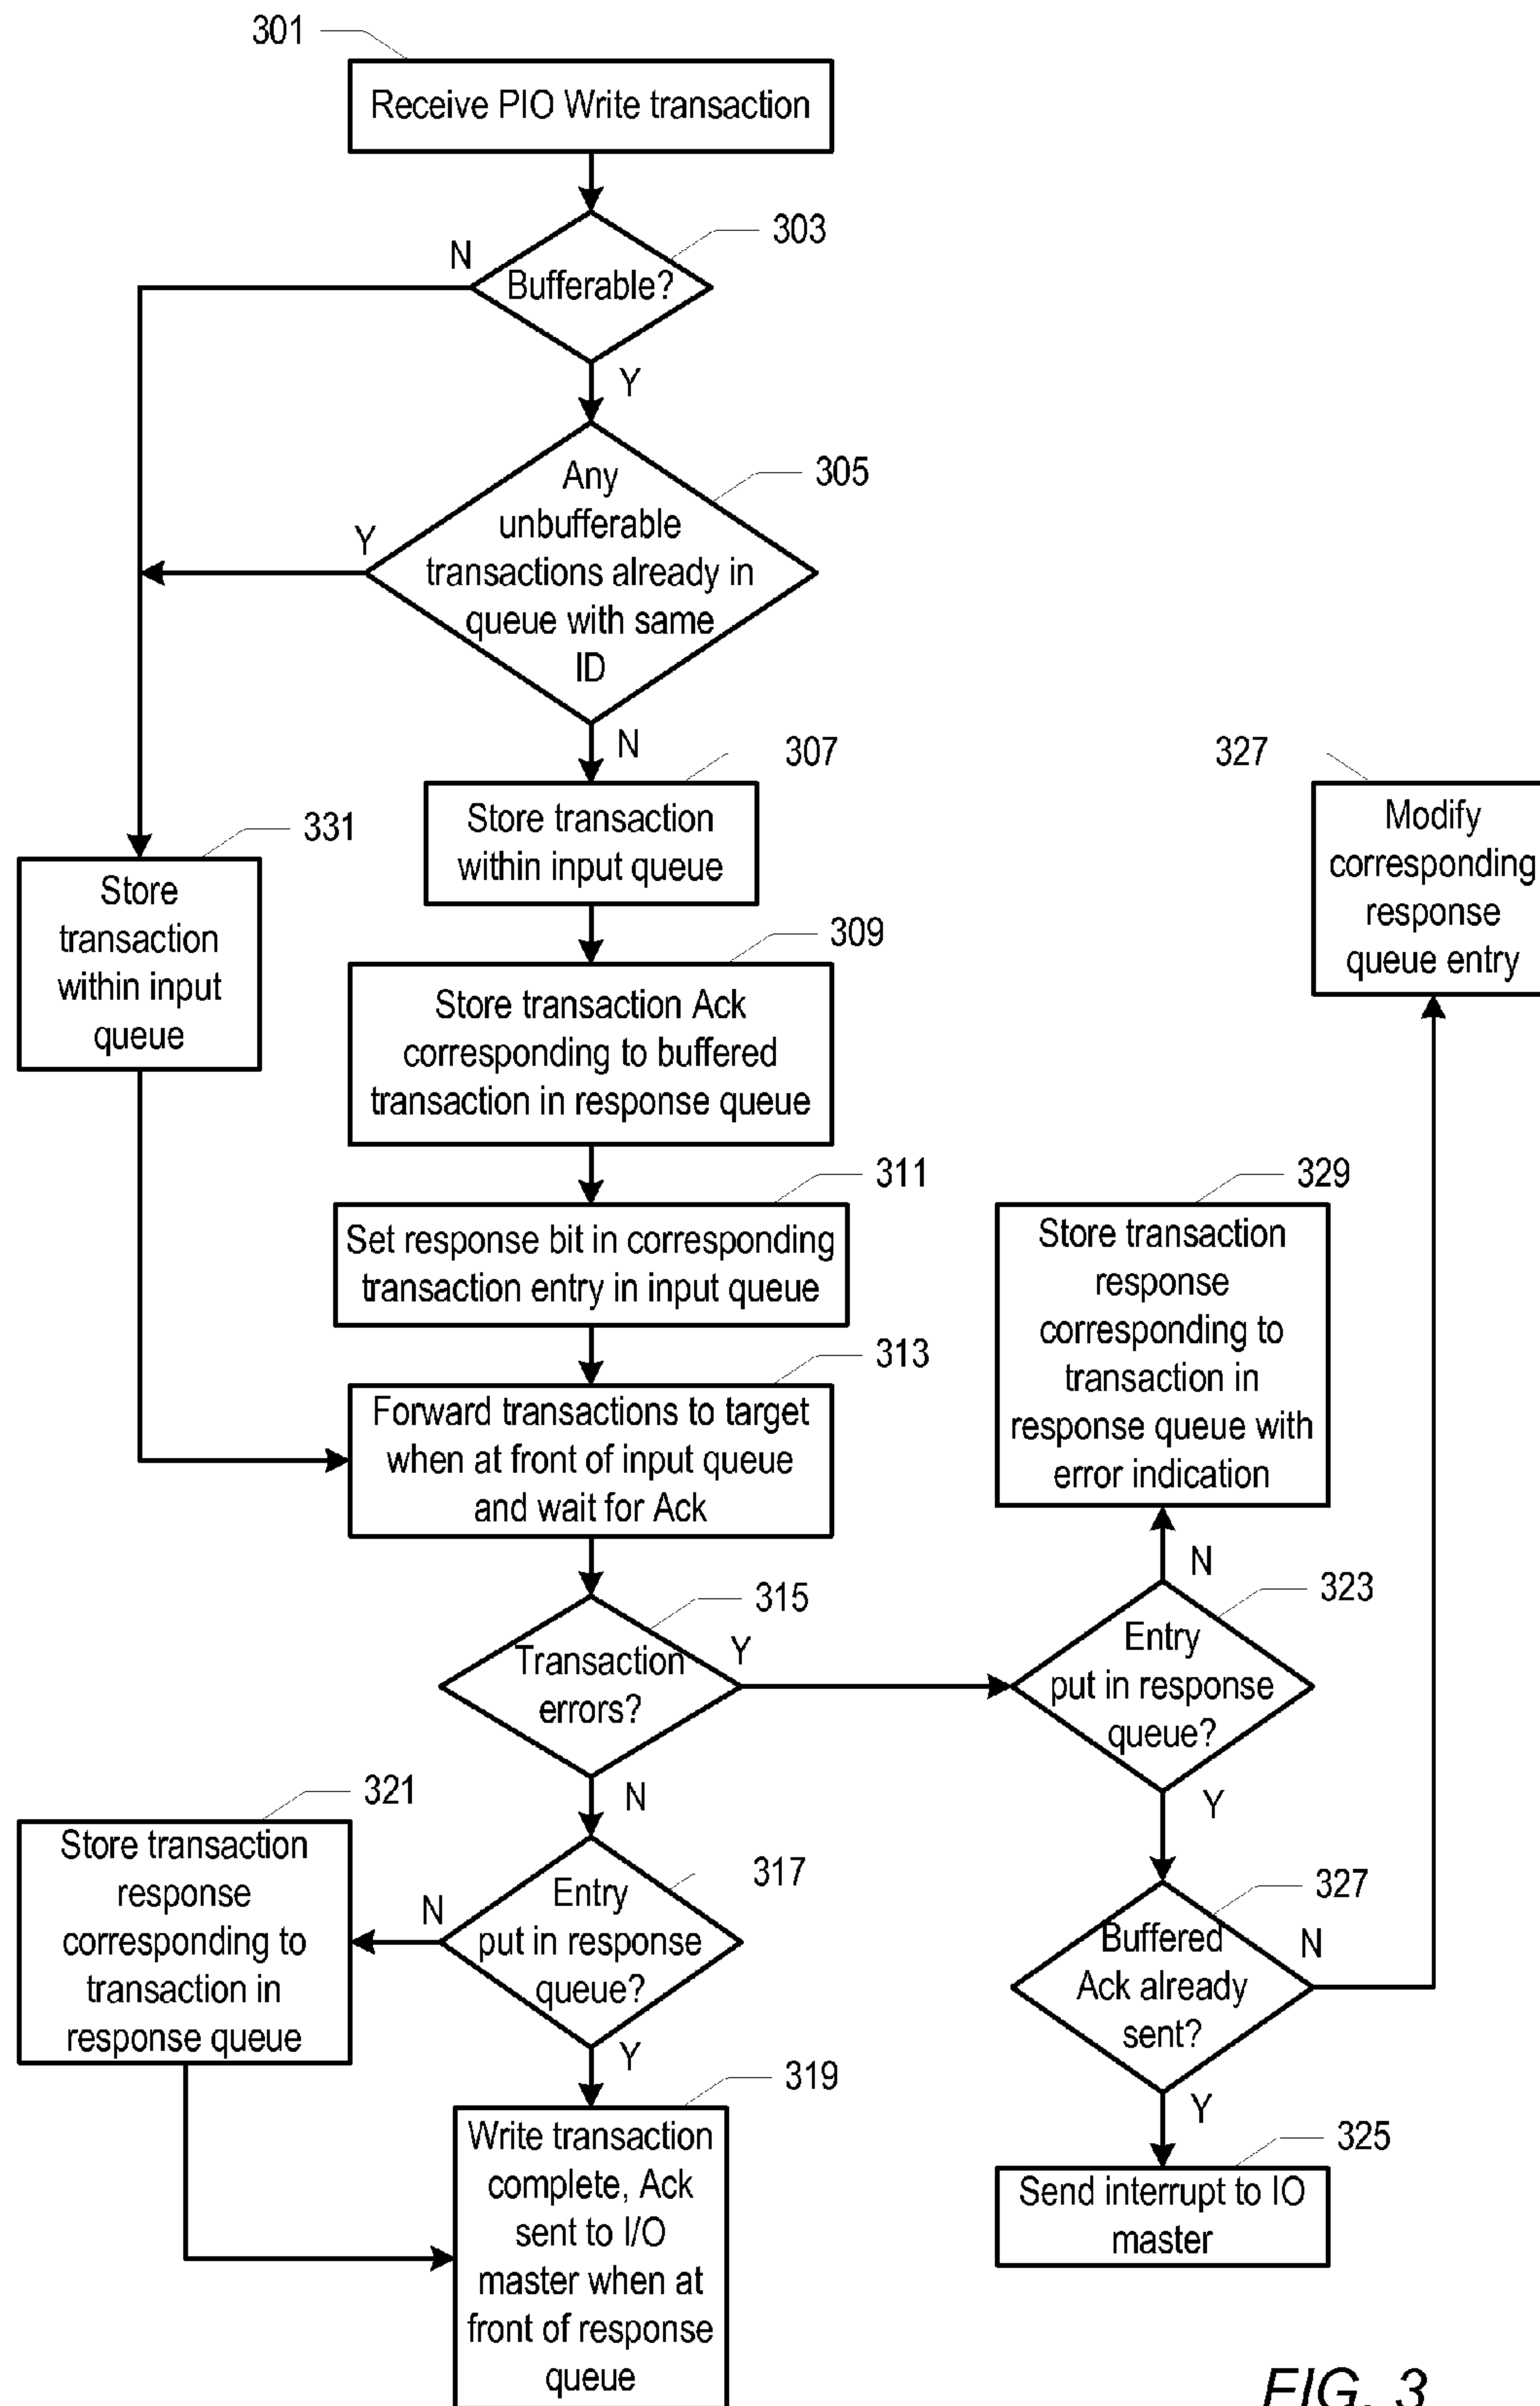 301
Receive PIO Write transaction
303
N
Bufferable?
Y
305
Any
unbufferable
transactions already in
queue with same
ID
Y
N
307
Store transaction
within input queue
331
Store
transaction
within input
queue
309
Store transaction Ack
corresponding to buffered
transaction in response queue
311
Set response bit in corresponding
transaction entry in input queue
313
Forward transactions to target
when at front of input queue
and wait for Ack
315
Transaction
errors?
Y
N
317
Entry
put in response
queue?
N
Y
321
Store transaction
response
corresponding to
transaction in
response queue
319
Write transaction
complete, Ack
sent to I/O
master when at
front of response
queue
327
Modify
corresponding
response
queue entry
329
Store transaction
response
corresponding to
transaction in
response queue with
error indication
N
323
Entry
put in response
queue?
Y
327
Buffered
Ack already
sent?
N
Y
325
Send interrupt to IO
master
FIG. 3